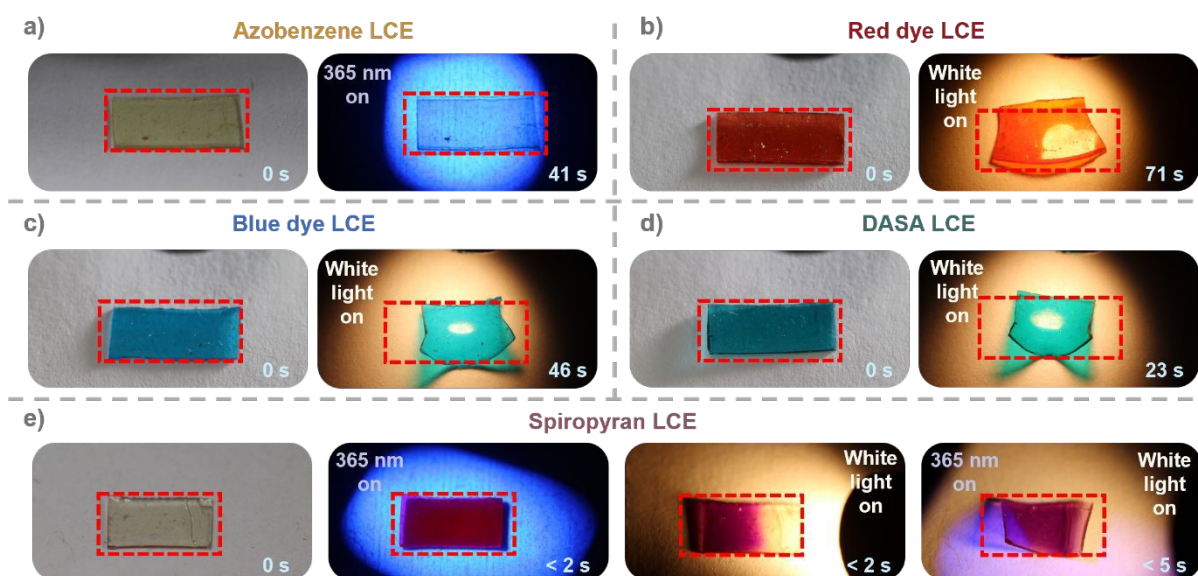 a)
Azobenzene LCE
0 s
365 nm
on
41 s
b)
Red dye LCE
0 s
White
light
on
71 s
c)
Blue dye LCE
0 s
White
light
on
46 s
d)
DASA LCE
0 s
White
light
on
23 s
e)
Spiropyran LCE
0 s
365 nm
on
< 2 s
White
light
on
< 2 s
365 nm
on
White
light
on
< 5 s